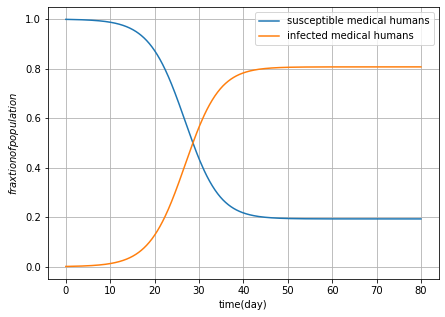 susceptible medical humans
infected medical humans
1.0
0.8
0.6
0.4
0.2
0.0
fraxtionofpopulation
0 10 20 30 40 50 60 70 80
time(day)